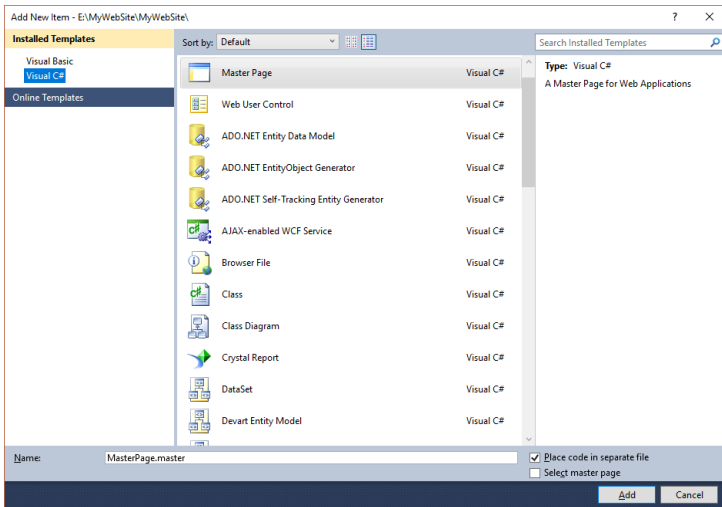 Add New Item - E:\MyWebSite\MyWebSite\
? ✕
Installed Templates
Visual Basic
Visual C#
Online Templates
Sort by: Default
Search Installed Templates
Master Page Visual C#
Web User Control Visual C#
ADO.NET Entity Data Model Visual C#
ADO.NET EntityObject Generator Visual C#
ADO.NET Self-Tracking Entity Generator Visual C#
AJAX-enabled WCF Service Visual C#
Browser File Visual C#
Class Visual C#
Class Diagram Visual C#
Crystal Report Visual C#
DataSet Visual C#
Devart Entity Model Visual C#
Type: Visual C#
A Master Page for Web Applications
Name: MasterPage.master
Place code in separate file
Select master page
Add Cancel